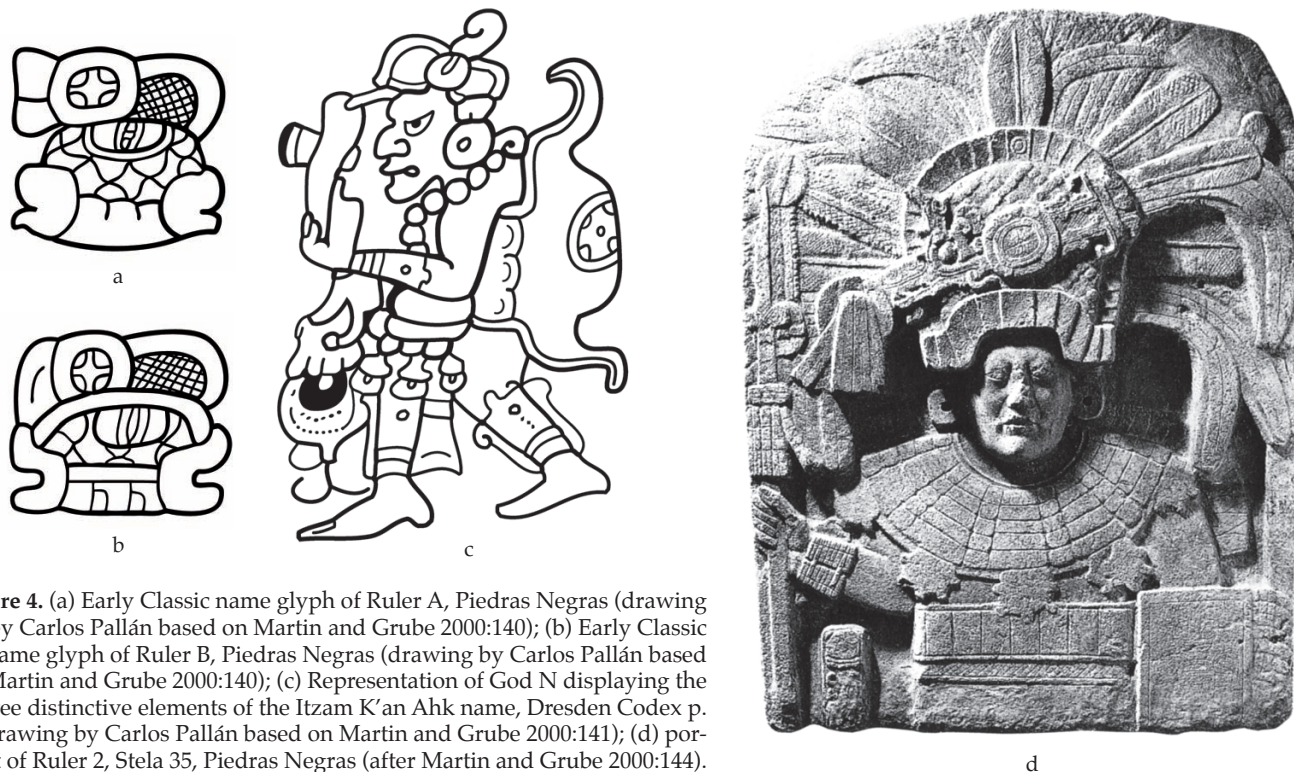 a
b
c
ure 4. (a) Early Classic name glyph of Ruler A, Piedras Negras (drawing
by Carlos Pallán based on Martin and Grube 2000:140); (b) Early Classic
ame glyph of Ruler B, Piedras Negras (drawing by Carlos Pallán based
Martin and Grube 2000:140); (c) Representation of God N displaying the
ee distinctive elements of the Itzam K’an Ahk name, Dresden Codex p.
rawing by Carlos Pallán based on Martin and Grube 2000:141); (d) por-
t of Ruler 2, Stela 35, Piedras Negras (after Martin and Grube 2000:144).
d